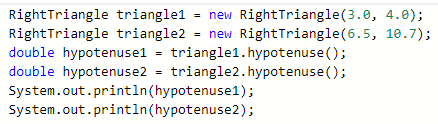 RightTriangle triangle1 = new RightTriangle(3.0, 4.0);
RightTriangle triangle2 = new RightTriangle(6.5, 10.7);
double hypotenuse1 = triangle1.hypotenuse();
double hypotenuse2 = triangle2.hypotenuse();
System.out.println(hypotenuse1);
System.out.println(hypotenuse2);